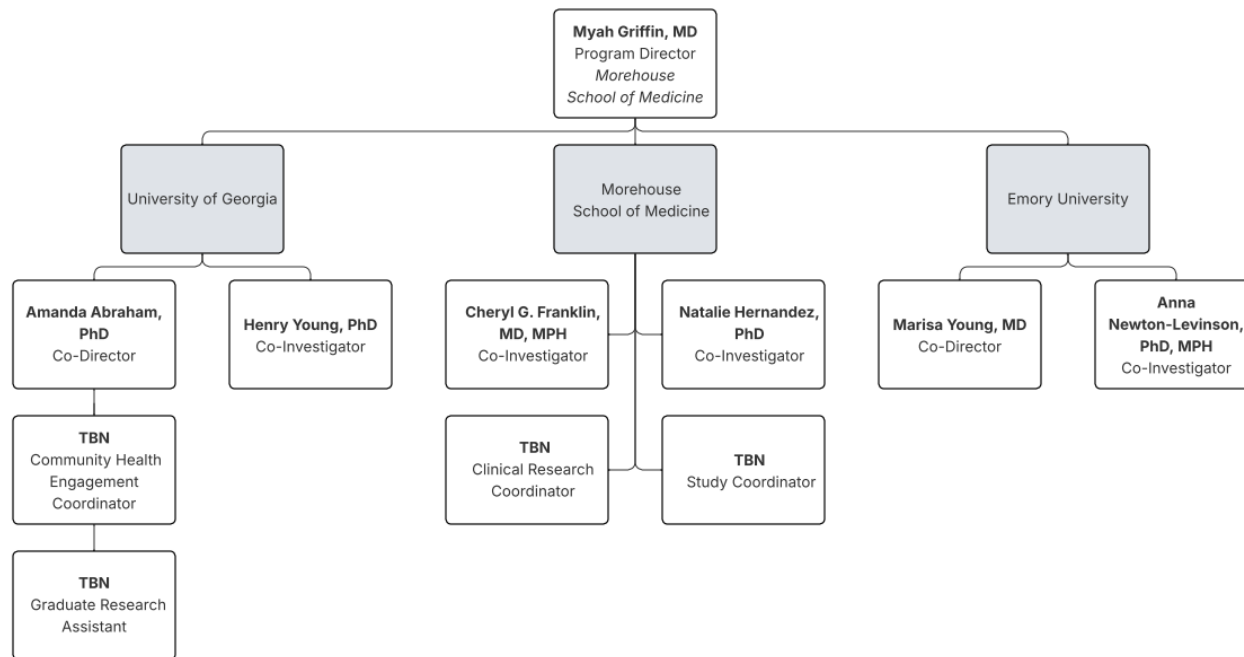 Myah Griffin, MD
Program Director
Morehouse
School of Medicine
University of Georgia
Morehouse
School of Medicine
Emory University
Amanda Abraham,
PhD
Co-Director
Henry Young, PhD
Co-Investigator
Cheryl G. Franklin,
MD, MPH
Co-Investigator
Natalie Hernandez,
PhD
Co-Investigator
Marisa Young, MD
Co-Director
Anna
Newton-Levinson,
PhD, MPH
Co-Investigator
TBN
Community Health
Engagement
Coordinator
TBN
Clinical Research
Coordinator
TBN
Study Coordinator
TBN
Graduate Research
Assistant